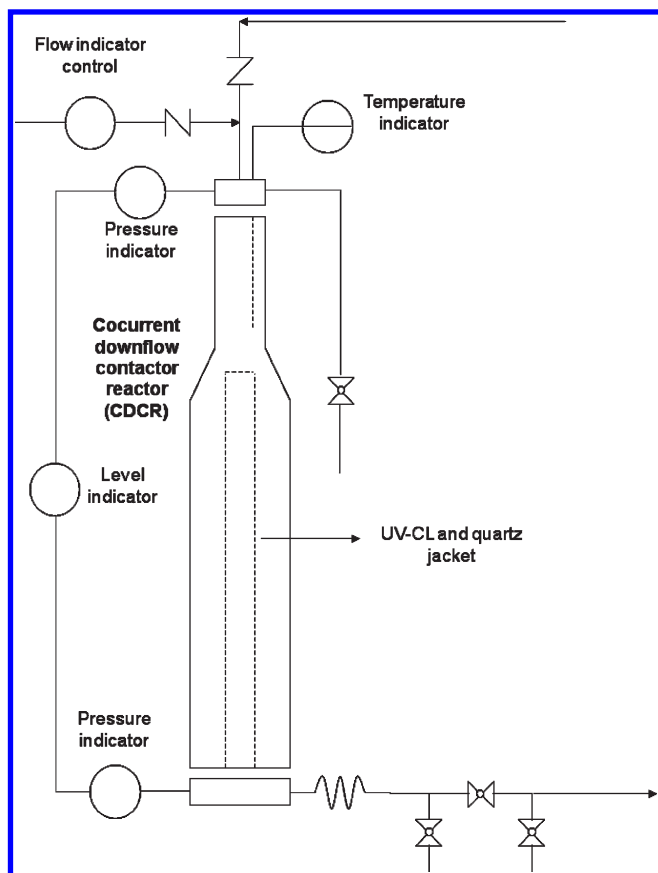 Flow indicator
control
Temperature
indicator
Pressure
indicator
Cocurrent
downflow
contactor
reactor
(CDCR)
Level
indicator
UV-CL and quartz
jacket
Pressure
indicator